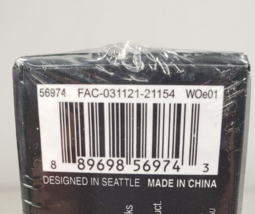 56974 FAC-031121-21154 WOe01
8 89698 56974 3
DESIGNED IN SEATTLE MADE IN CHINA